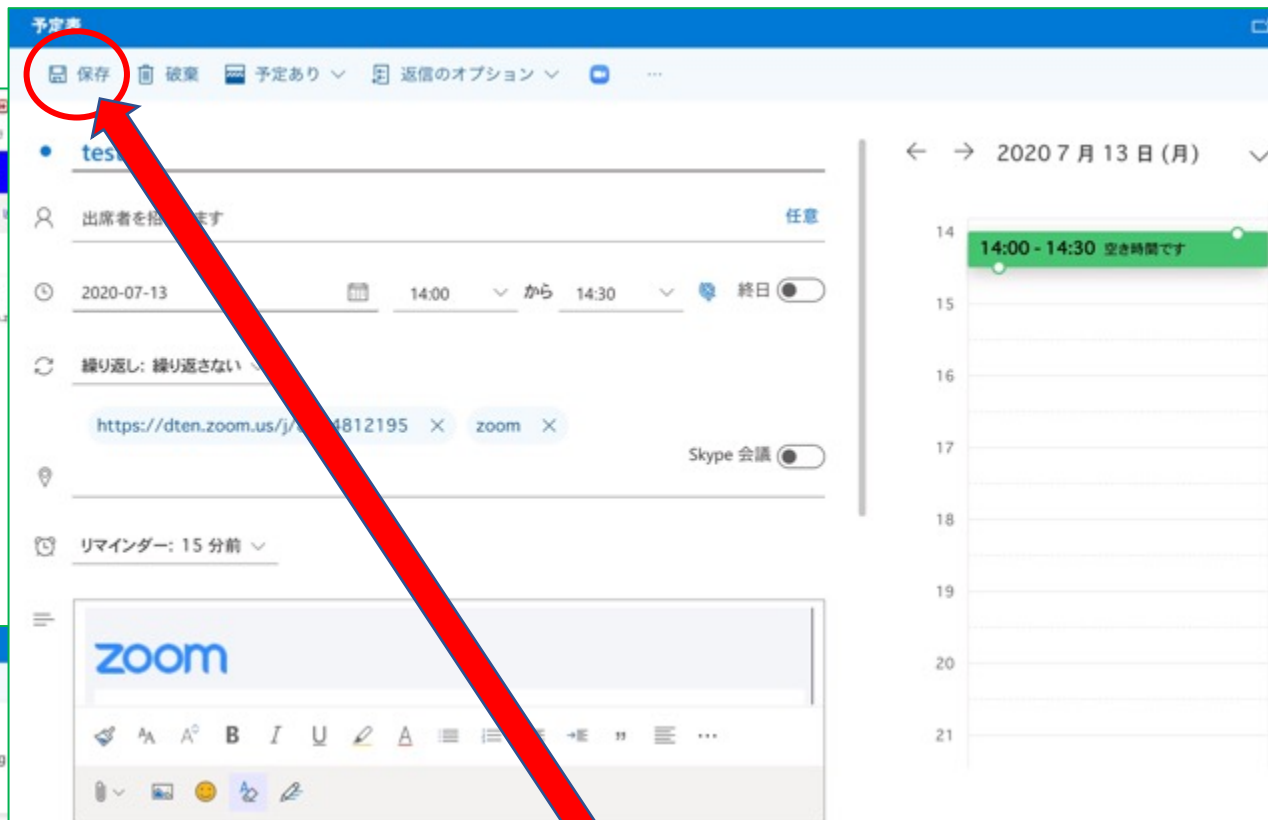 予定表
保存 破棄 予定あり 返信のオプション ...
test
2020 7 月 13 日 (月)
出席者を招 ます 任意
14
14:00 - 14:30 空き時間です
2020-07-13 14:00 から 14:30 終日
15
繰り返し: 繰り返さない
16
https://dten.zoom.us/j/ 4812195 × zoom ×
Skype 会議
17
18
リマインダー: 15 分前
19
zoom
20
B I U A
21